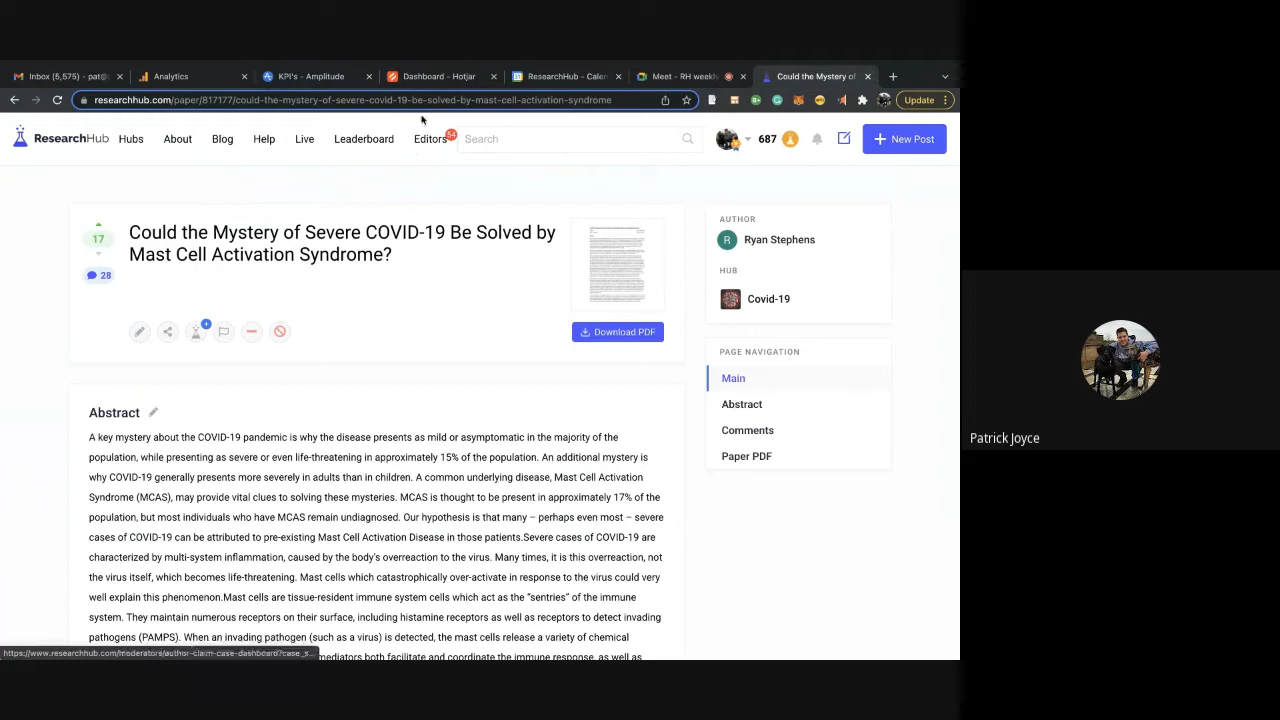 Inbox (5,575) - pat@
Analytics
KPI's - Amplitude
Dashboard - Hotjar
ResearchHub - Calen
Meet - RH weekly
Could the Mystery of
researchhub.com/paper/817177/could-the-mystery-of-severe-covid-19-be-solved-by-mast-cell-activation-syndrome
Update
ResearchHub
Hubs
About
Blog
Help
Live
Leaderboard
Editors
54
Search
687
New Post
17
28
Could the Mystery of Severe COVID-19 Be Solved by
Mast Cell Activation Syndrome?
Download PDF
AUTHOR
R
Ryan Stephens
HUB
Covid-19
PAGE NAVIGATION
Main
Abstract
Comments
Paper PDF
Abstract
A key mystery about the COVID-19 pandemic is why the disease presents as mild or asymptomatic in the majority of the
population, while presenting as severe or even life-threatening in approximately 15% of the population. An additional mystery is
why COVID-19 generally presents more severely in adults than in children. A common underlying disease, Mast Cell Activation
Syndrome (MCAS), may provide vital clues to solving these mysteries. MCAS is thought to be present in approximately 17% of the
population, but most individuals who have MCAS remain undiagnosed. Our hypothesis is that many – perhaps even most – severe
cases of COVID-19 can be attributed to pre-existing Mast Cell Activation Disease in those patients.Severe cases of COVID-19 are
characterized by multi-system inflammation, caused by the body's overreaction to the virus. Many times, it is this overreaction, not
the virus itself, which becomes life-threatening. Mast cells which catastrophically over-activate in response to the virus could very
well explain this phenomenon.Mast cells are tissue-resident immune system cells which act as the "sentries" of the immune
system. They maintain numerous receptors on their surface, including histamine receptors as well as receptors to detect invading
pathogens (PAMPS). When an invading pathogen (such as a virus) is detected, the mast cells release a variety of chemical
mediators both facilitate and coordinate the immune response, as well as
https://www.researchhub.com/moderators/author-claim-case-dashboard?case_s...
Patrick Joyce